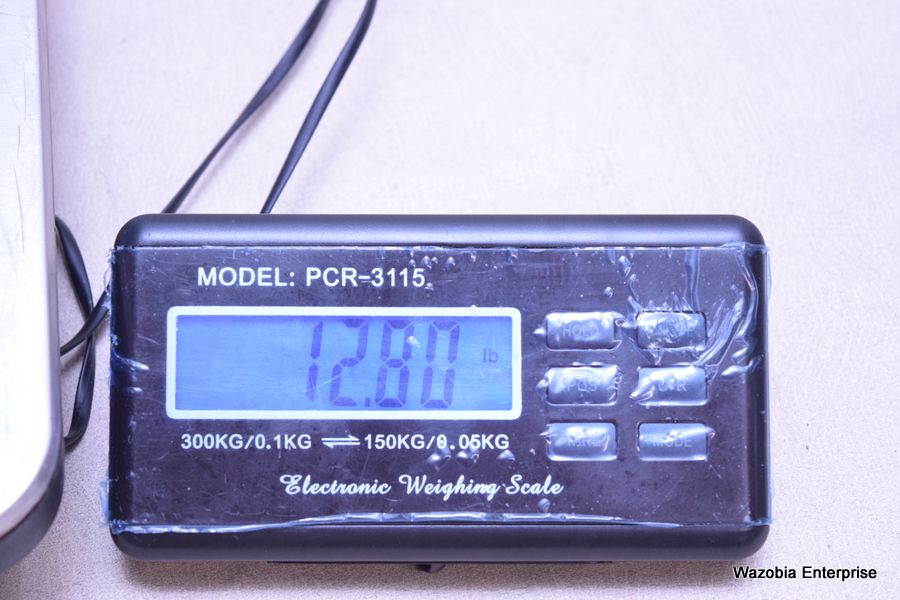 MODEL: PCR-3115
12.80 lb
300KG/0.1KG ⇌ 150KG/0.05KG
Electronic Weighing Scale
Wazobia Enterprise